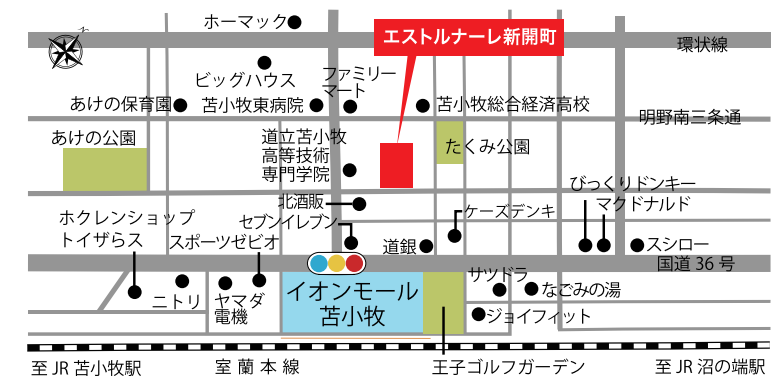 ホーマック
N
エストルナーレ新開町
環状線
ビッグハウス
ファミリー
マート
あけの保育園
苫小牧東病院
苫小牧総合経済高校
明野南三条通
あけの公園
道立苫小牧
高等技術
専門学院
たくみ公園
びっくりドンキー
マクドナルド
北酒販
セブンイレブン
ケーズデンキ
ホクレンショップ
トイザらス
スポーツゼビオ
道銀
スシロー
国道36号
ニトリ
ヤマダ
電機
イオンモール
苫小牧
サツドラ
なごみの湯
ジョイフィット
至JR苫小牧駅
室蘭本線
王子ゴルフガーデン
至JR沼の端駅